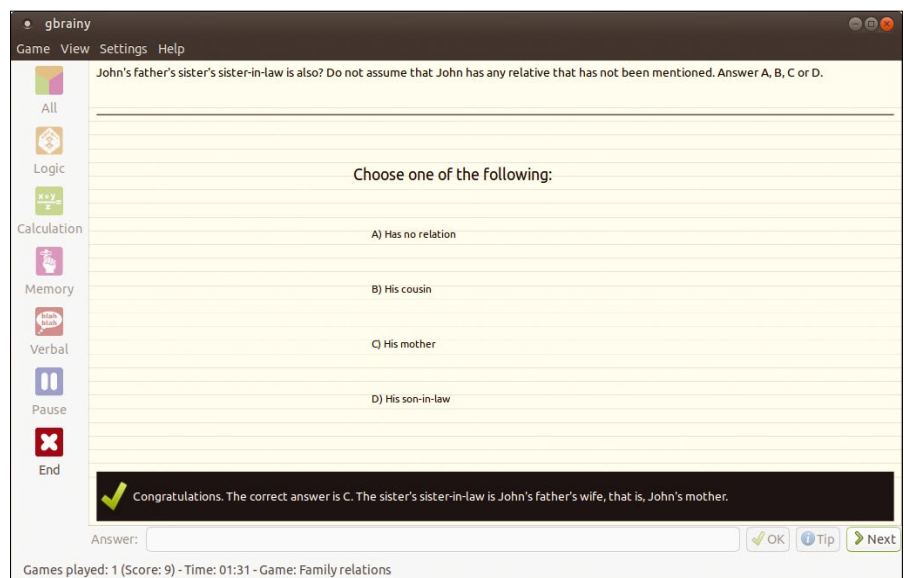 gbrainy
Game View Settings Help
John's father's sister's sister-in-law is also? Do not assume that John has any relative that has not been mentioned. Answer A, B, C or D.
All
Logic
x+y
z
=
Calculation
Memory
blah
blah
Verbal
Pause
End
Choose one of the following:
A) Has no relation
B) His cousin
C) His mother
D) His son-in-law
Congratulations. The correct answer is C. The sister's sister-in-law is John's father's wife, that is, John's mother.
Answer:
OK
Tip
Next
Games played: 1 (Score: 9) - Time: 01:31 - Game: Family relations